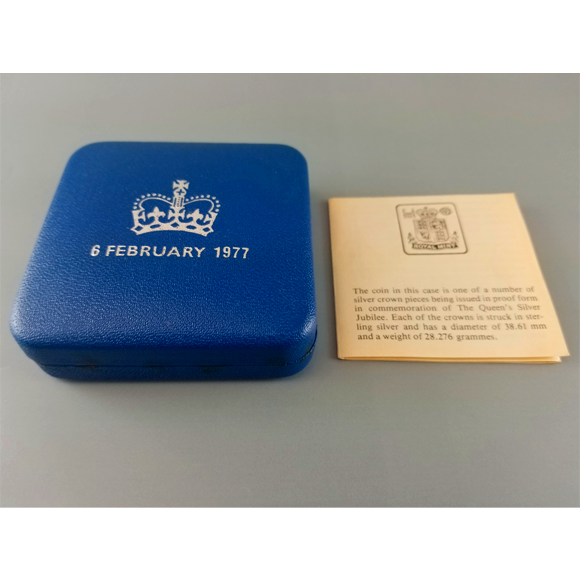 6 FEBRUARY 1977
ROYAL MINT
The coin in this case is one of a number of
silver crown pieces being issued in proof form
in commemoration of The Queen's Silver
Jubilee. Each of the crowns is struck in ster-
ling silver and has a diameter of 38.61 mm
and a weight of 28.276 grammes.